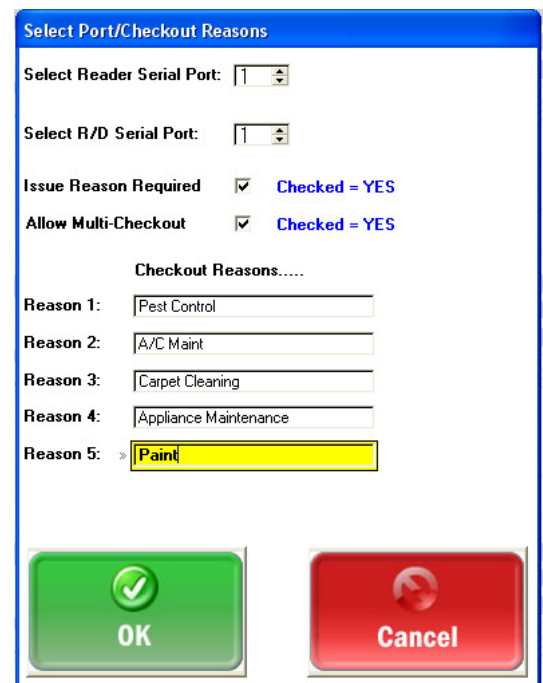 Select Port/Checkout Reasons
Select Reader Serial Port: 1
Select R/D Serial Port: 1
Issue Reason Required Checked = YES
Allow Multi-Checkout Checked = YES
Checkout Reasons.....
Reason 1: Pest Control
Reason 2: A/C Maint
Reason 3: Carpet Cleaning
Reason 4: Appliance Maintenance
Reason 5: » Paint
OK Cancel